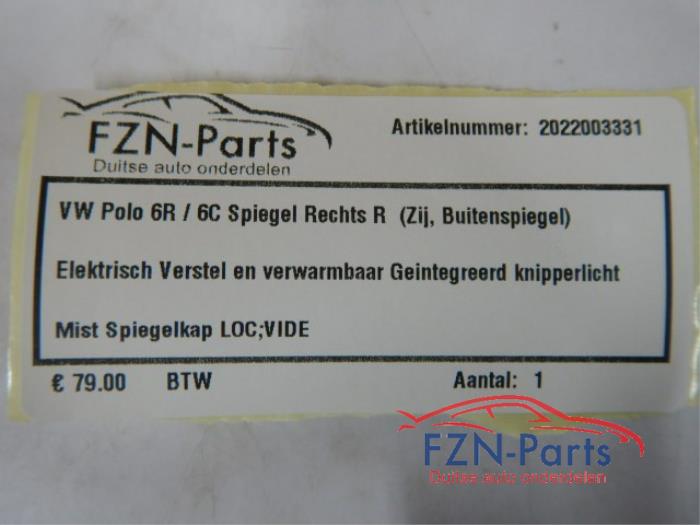 FZN-Parts
Duitse auto onderdelen
Artikelnummer: 2022003331
VW Polo 6R / 6C Spiegel Rechts R (Zij, Buitenspiegel)
Elektrisch Verstel en verwarmbaar Geintegreerd knipperlicht
Mist Spiegelkap LOC;VIDE
€ 79.00 BTW Aantal: 1
FZN-Parts
Duitse auto onderdelen